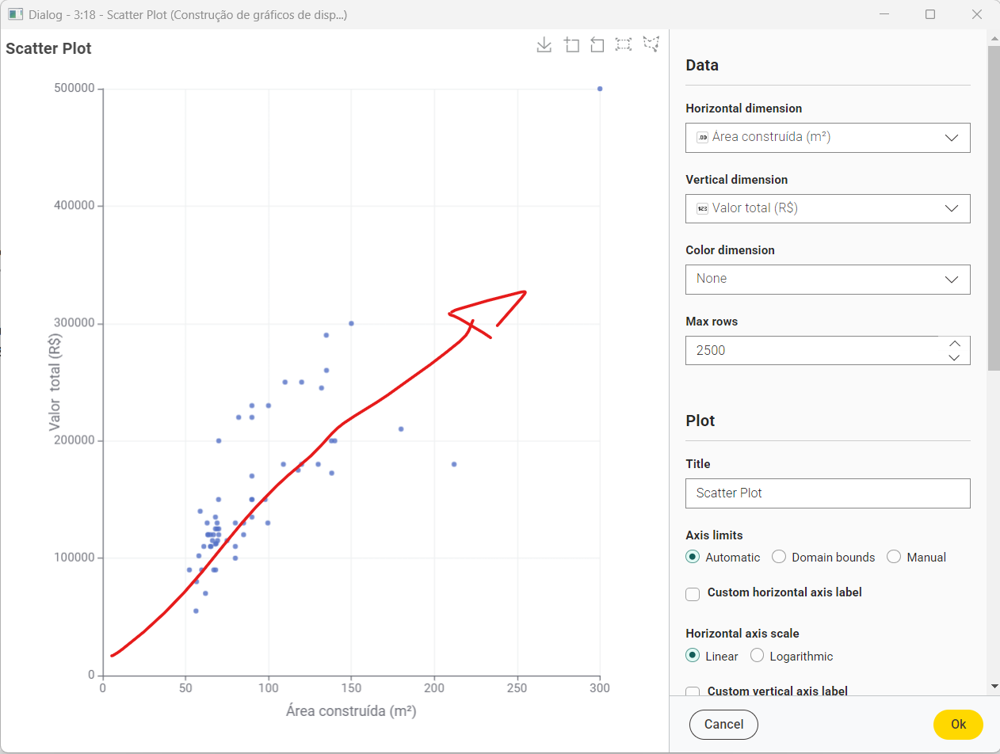 Dialog - 3:18 - Scatter Plot (Construção de gráficos de disp...)
Scatter Plot
500000
400000
300000
200000
100000
0
Valor total (R$)
0 50 100 150 200 250 300
Área construída (m²)
Data
Horizontal dimension
.00 Área construída (m²)
Vertical dimension
123 Valor total (R$)
Color dimension
None
Max rows
2500
Plot
Title
Scatter Plot
Axis limits
Automatic Domain bounds Manual
Custom horizontal axis label
Horizontal axis scale
Linear Logarithmic
Custom vertical axis label
Cancel Ok